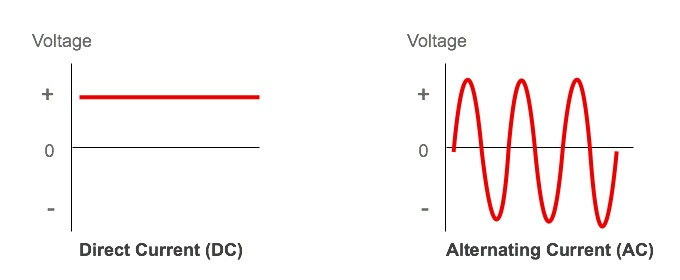 Voltage
+
0
-
Direct Current (DC)
Voltage
+
0
-
Alternating Current (AC)